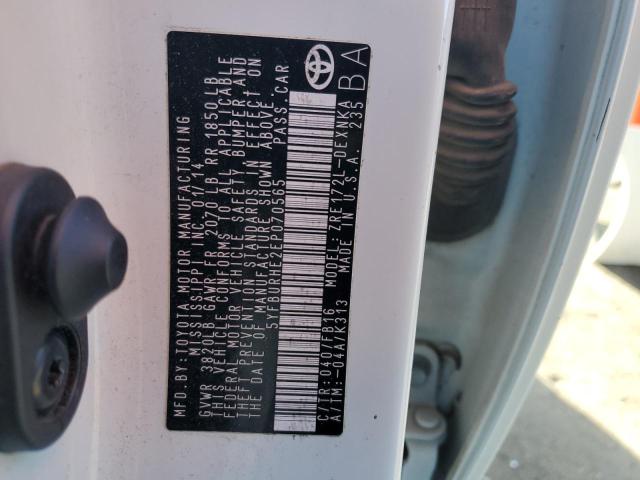 MFD.BY:TOYOTA MOTOR MANUFACTURING
MISSISSIPPI INC. 01/14
GVWR 3820LB GAWR FR 2070 LB RR 1850 LB
THIS VEHICLE CONFORMS TO ALL APPLICABLE
FEDERAL MOTOR VEHICLE SAFETY, BUMPER, AND
THEFT PREVENTION STANDARDS IN EFFECT ON
THE DATE OF MANUFACTURE SHOWN ABOVE.
5YFBURHE2EP070565 PASS.CAR
C/TR:040/FB16 MODEL:ZRE172L-DEXNKA
A/TM:-04A/K313 MADE IN U.S.A. 235
BA